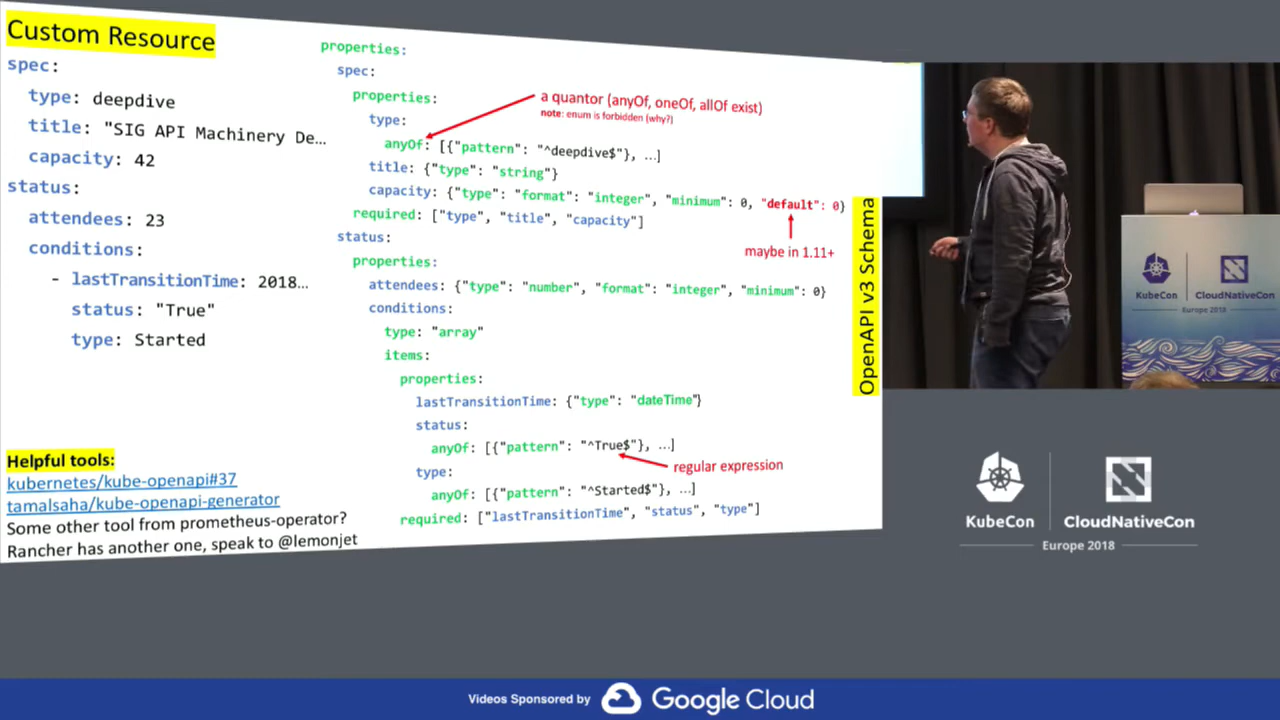 Custom Resource
spec:
type: deepdive
title: "SIG API Machinery De…
capacity: 42
status:
attendees: 23
conditions:
- lastTransitionTime: 2018…
status: "True"
type: Started
Helpful tools:
kubernetes/kube-openapi#37
tamalsaha/kube-openapi-generator
Some other tool from prometheus-operator?
Rancher has another one, speak to @lemonjet
properties:
spec:
properties:
a quantor (anyOf, oneOf, allOf exist)
note: enum is forbidden (why?)
type:
anyOf: [{"pattern": "^deepdive$"}, …]
title: {"type": "string"}
capacity: {"type": "format": "integer", "minimum": 0, "default": 0}
required: ["type", "title", "capacity"]
maybe in 1.11+
status:
properties:
attendees: {"type": "number", "format": "integer", "minimum": 0}
conditions:
type: "array"
items:
properties:
lastTransitionTime: {"type": "dateTime"}
status:
anyOf: [{"pattern": "^True$"}, …]
regular expression
type:
anyOf: [{"pattern": "^Started$"}, …]
required: ["lastTransitionTime", "status", "type"]
OpenAPI v3 Schema
KubeCon
CloudNativeCon
Europe 2018
KubeCon
CloudNativeCon
Europe 2018
Videos Sponsored by
Google Cloud